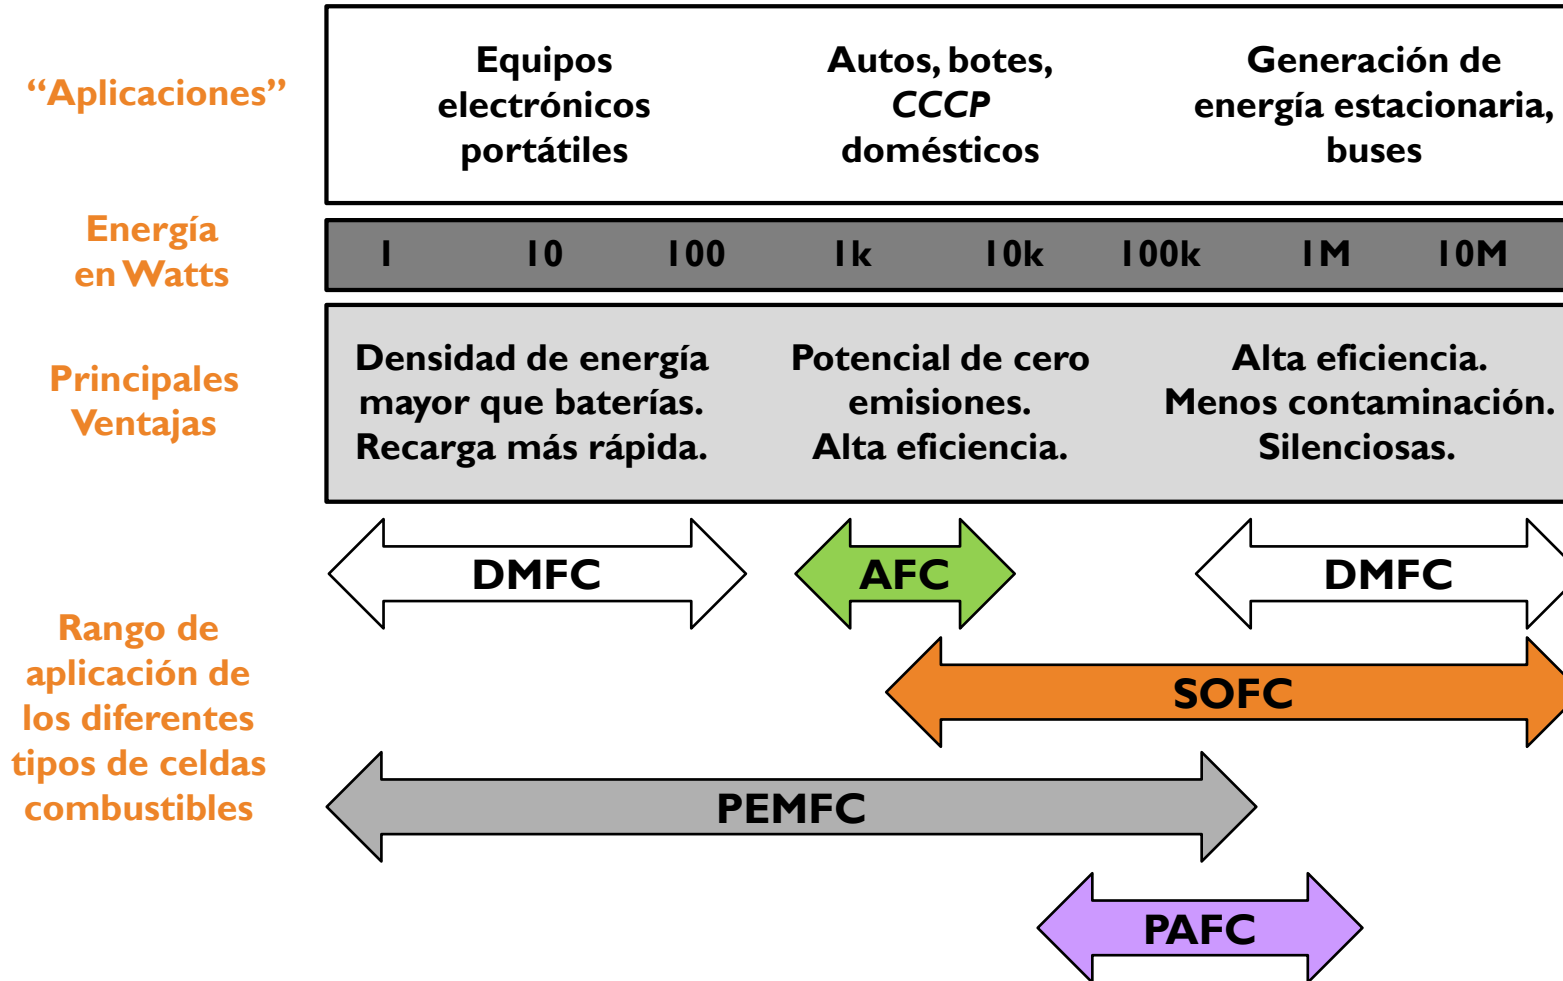 “Aplicaciones”
Equipos
electrónicos
portátiles
Autos, botes,
CCCP
domésticos
Generación de
energía estacionaria,
buses
Energía
en Watts
1 10 100 1k 10k 100k 1M 10M
Principales
Ventajas
Densidad de energía
mayor que baterías.
Recarga más rápida.
Potencial de cero
emisiones.
Alta eficiencia.
Alta eficiencia.
Menos contaminación.
Silenciosas.
Rango de
aplicación de
los diferentes
tipos de celdas
combustibles
DMFC
AFC
DMFC
SOFC
PEMFC
PAFC